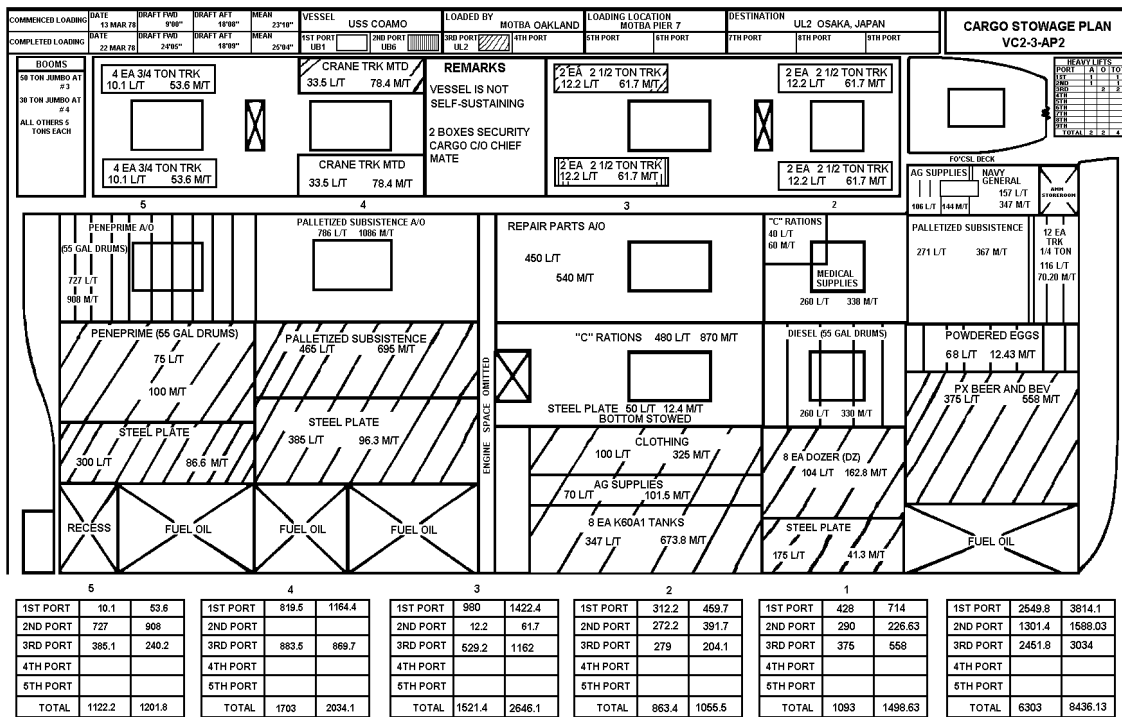 COMMENCED LOADING DATE 13 MAR 78 DRAFT FWD 9'00" DRAFT AFT 18'08" MEAN 23'10" VESSEL USS COAMO LOADED BY MOTBA OAKLAND LOADING LOCATION MOTBA PIER 7 DESTINATION UL2 OSAKA, JAPAN
COMPLETED LOADING DATE 22 MAR 78 DRAFT FWD 24'05" DRAFT AFT 18'09" MEAN 25'04" 1ST PORT UB1 2ND PORT UB6 3RD PORT UL2 4TH PORT 5TH PORT 6TH PORT 7TH PORT 8TH PORT 9TH PORT
CARGO STOWAGE PLAN
VC2-3-AP2
BOOMS
50 TON JUMBO AT
#3
30 TON JUMBO AT
#4
ALL OTHERS 5
TONS EACH
4 EA 3/4 TON TRK
10.1 L/T 53.6 M/T
4 EA 3/4 TON TRK
10.1 L/T 53.6 M/T
CRANE TRK MTD
33.5 L/T 78.4 M/T
CRANE TRK MTD
33.5 L/T 78.4 M/T
REMARKS
VESSEL IS NOT
SELF-SUSTAINING
2 BOXES SECURITY
CARGO C/O CHIEF
MATE
2 EA 2 1/2 TON TRK
12.2 L/T 61.7 M/T
2 EA 2 1/2 TON TRK
12.2 L/T 61.7 M/T
2 EA 2 1/2 TON TRK
12.2 L/T 61.7 M/T
2 EA 2 1/2 TON TRK
12.2 L/T 61.7 M/T
HEAVY LIFTS
PORT A O TOT
1ST 1 1
2ND 1 1
3RD 2 2
4TH
5TH
6TH
7TH
8TH
9TH
TOTAL 2 2 4
FO'CSL DECK
5 4 3 2
AG SUPPLIES
106 L/T 144 M/T
NAVY
GENERAL
157 L/T
347 M/T
AMM
STOREROOM
PENEPRIME A/O
(55 GAL DRUMS)
727 L/T
908 M/T
PALLETIZED SUBSISTENCE A/O
786 L/T 1086 M/T
REPAIR PARTS A/O
450 L/T
540 M/T
"C" RATIONS
40 L/T
60 M/T
MEDICAL
SUPPLIES
260 L/T 338 M/T
PALLETIZED SUBSISTENCE
271 L/T 367 M/T
12 EA
TRK
1/4 TON
116 L/T
70.20 M/T
PENEPRIME (55 GAL DRUMS)
75 L/T
100 M/T
PALLETIZED SUBSISTENCE
465 L/T 695 M/T
ENGINE SPACE OMITTED
"C" RATIONS 480 L/T 870 M/T
STEEL PLATE 50 L/T 12.4 M/T
BOTTOM STOWED
DIESEL (55 GAL DRUMS)
260 L/T 330 M/T
POWDERED EGGS
68 L/T 12.43 M/T
PX BEER AND BEV
375 L/T 558 M/T
STEEL PLATE
300 L/T 86.6 M/T
STEEL PLATE
385 L/T 96.3 M/T
CLOTHING
100 L/T 325 M/T
AG SUPPLIES
70 L/T 101.5 M/T
8 EA K60A1 TANKS
347 L/T 673.8 M/T
8 EA DOZER (DZ)
104 L/T 162.8 M/T
STEEL PLATE
175 L/T 41.3 M/T
RECESS
FUEL OIL
FUEL OIL
FUEL OIL
FUEL OIL
5
1ST PORT 10.1 53.6
2ND PORT 727 908
3RD PORT 385.1 240.2
4TH PORT
5TH PORT
TOTAL 1122.2 1201.8
4
1ST PORT 819.5 1164.4
2ND PORT
3RD PORT 883.5 869.7
4TH PORT
5TH PORT
TOTAL 1703 2034.1
3
1ST PORT 980 1422.4
2ND PORT 12.2 61.7
3RD PORT 529.2 1162
4TH PORT
5TH PORT
TOTAL 1521.4 2646.1
2
1ST PORT 312.2 459.7
2ND PORT 272.2 391.7
3RD PORT 279 204.1
4TH PORT
5TH PORT
TOTAL 863.4 1055.5
1
1ST PORT 428 714
2ND PORT 290 226.63
3RD PORT 375 558
4TH PORT
5TH PORT
TOTAL 1093 1498.63
1ST PORT 2549.8 3814.1
2ND PORT 1301.4 1588.03
3RD PORT 2451.8 3034
4TH PORT
5TH PORT
TOTAL 6303 8436.13